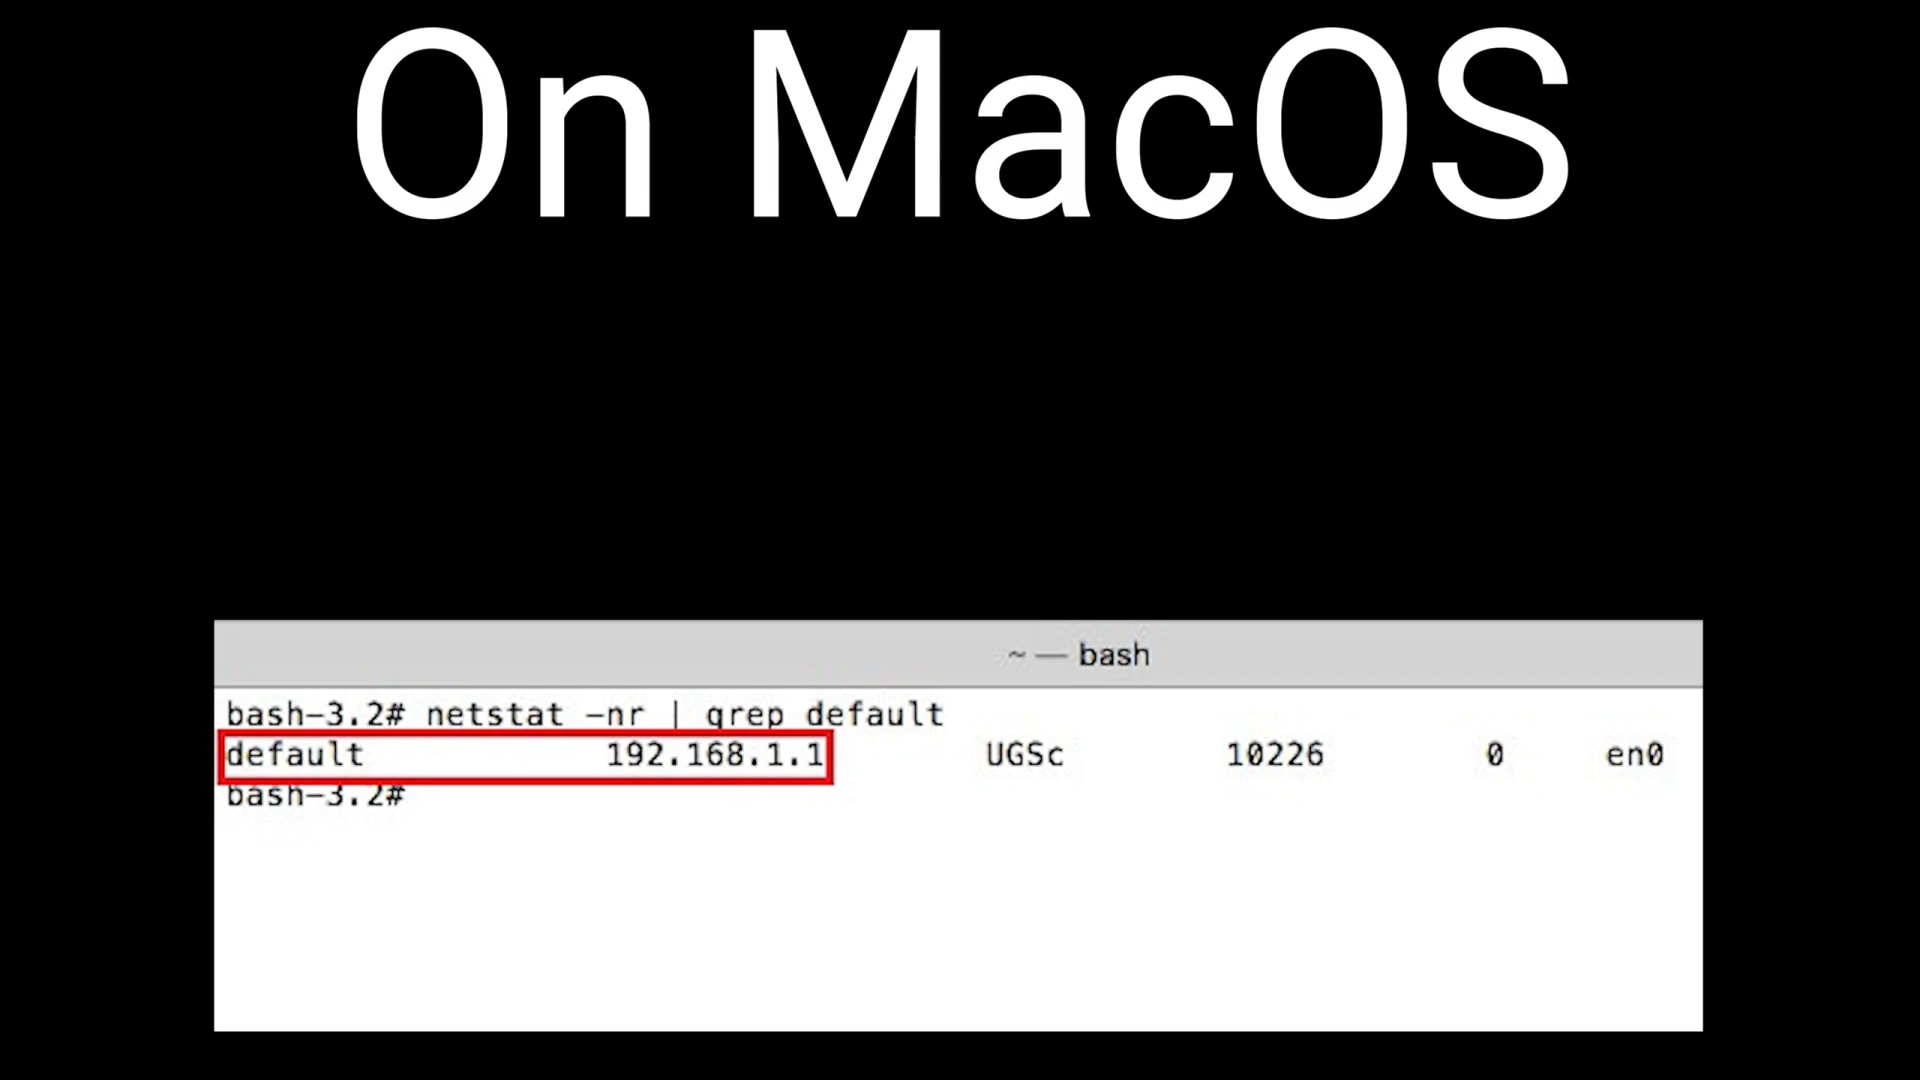 On MacOS
~ — bash
bash-3.2# netstat -nr | grep default
default 192.168.1.1 UGSc 10226 0 en0
bash-3.2#